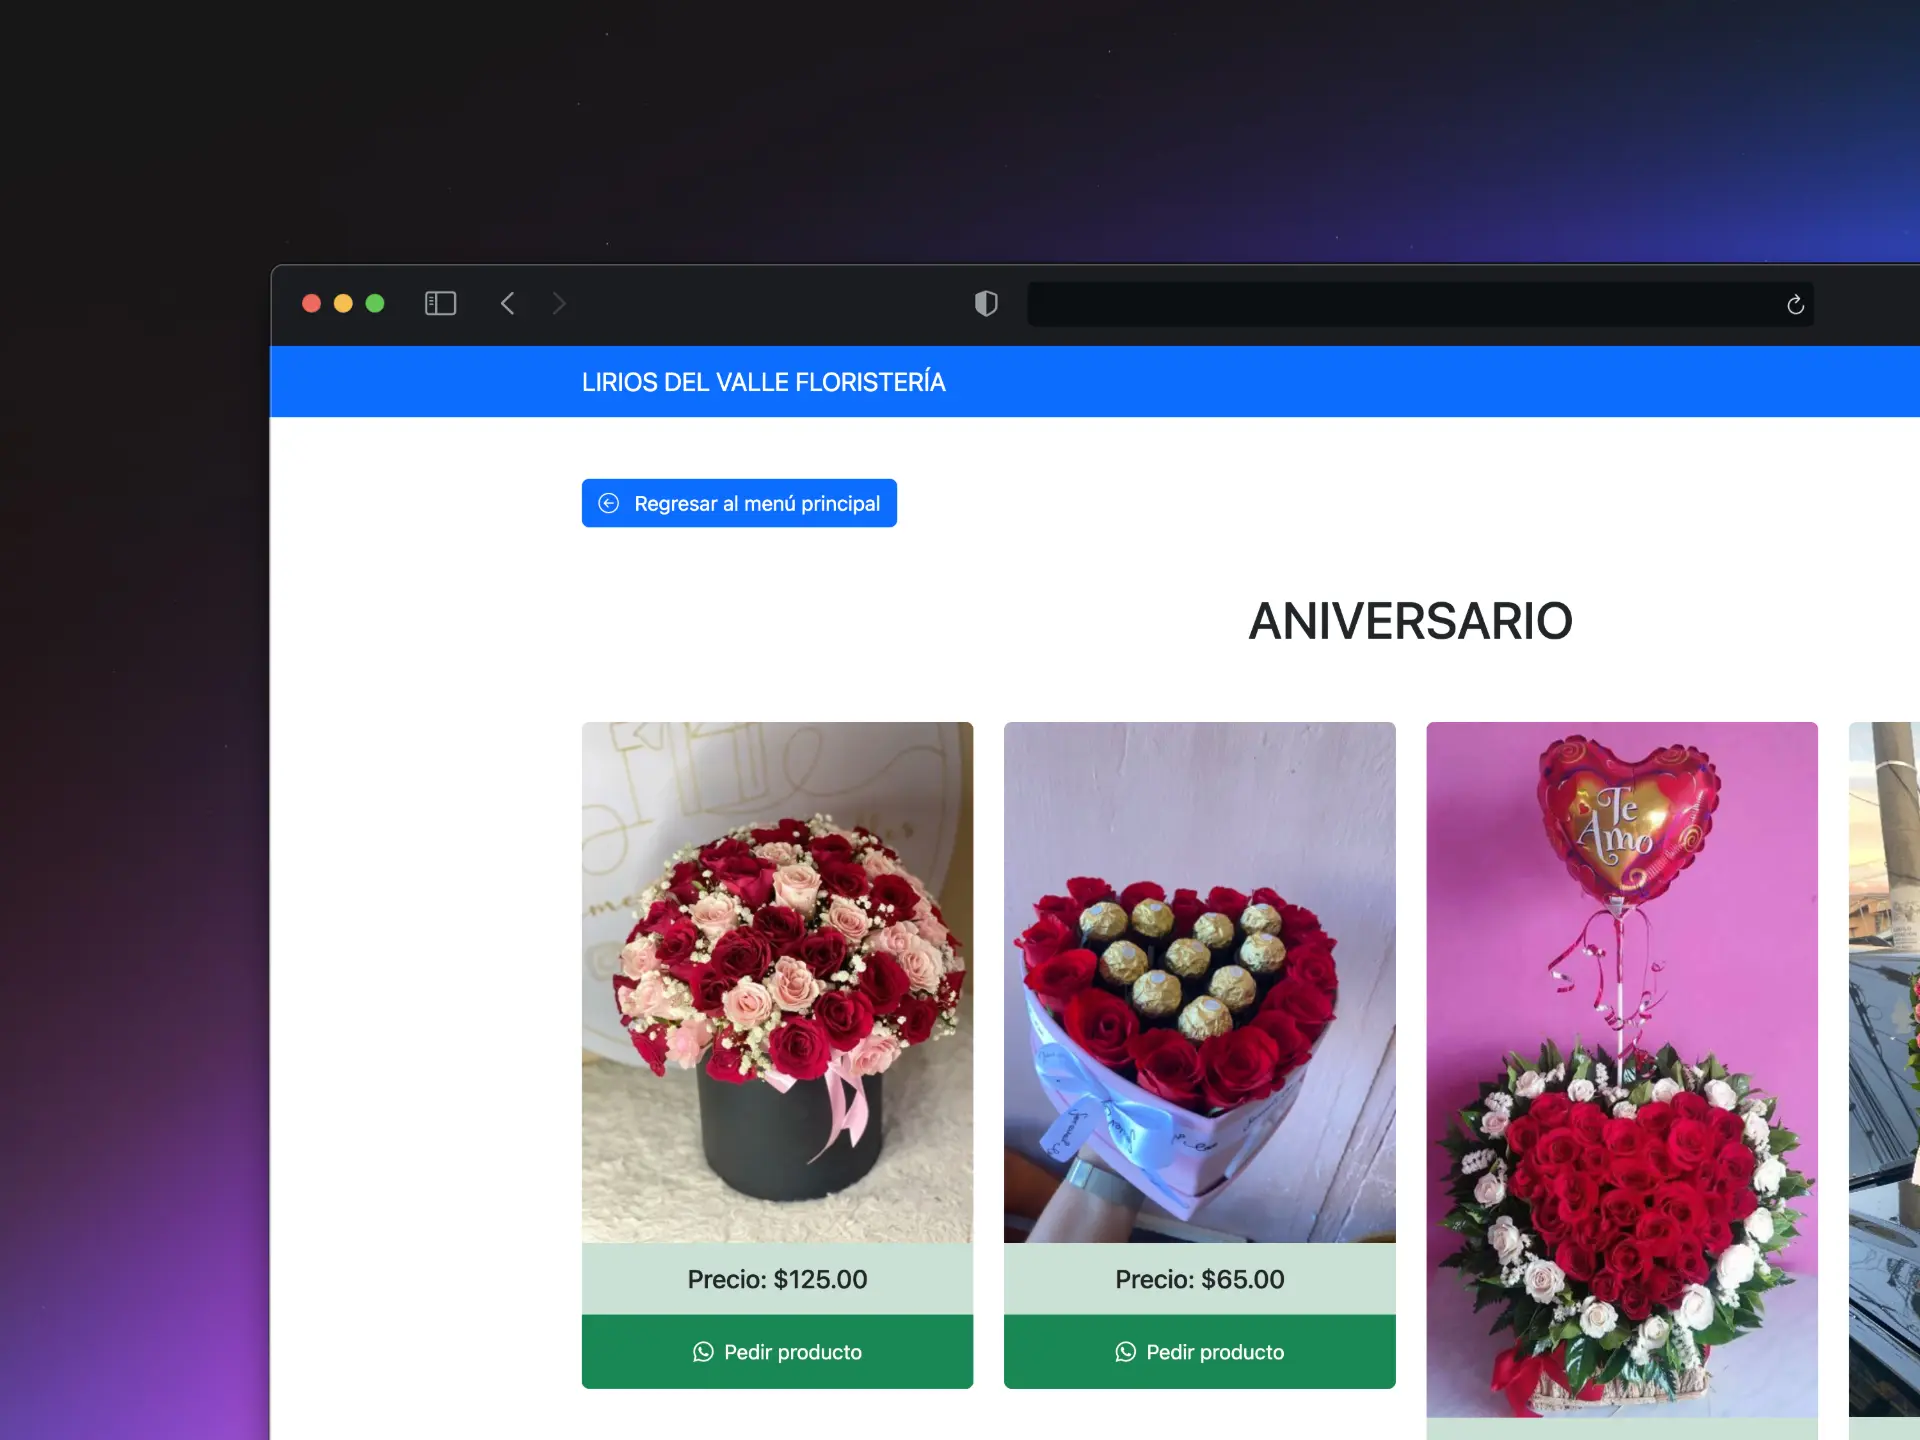 LIRIOS DEL VALLE FLORISTERÍA
Regresar al menú principal
ANIVERSARIO
Te
Amo
Precio: $125.00
Precio: $65.00
Pedir producto
Pedir producto